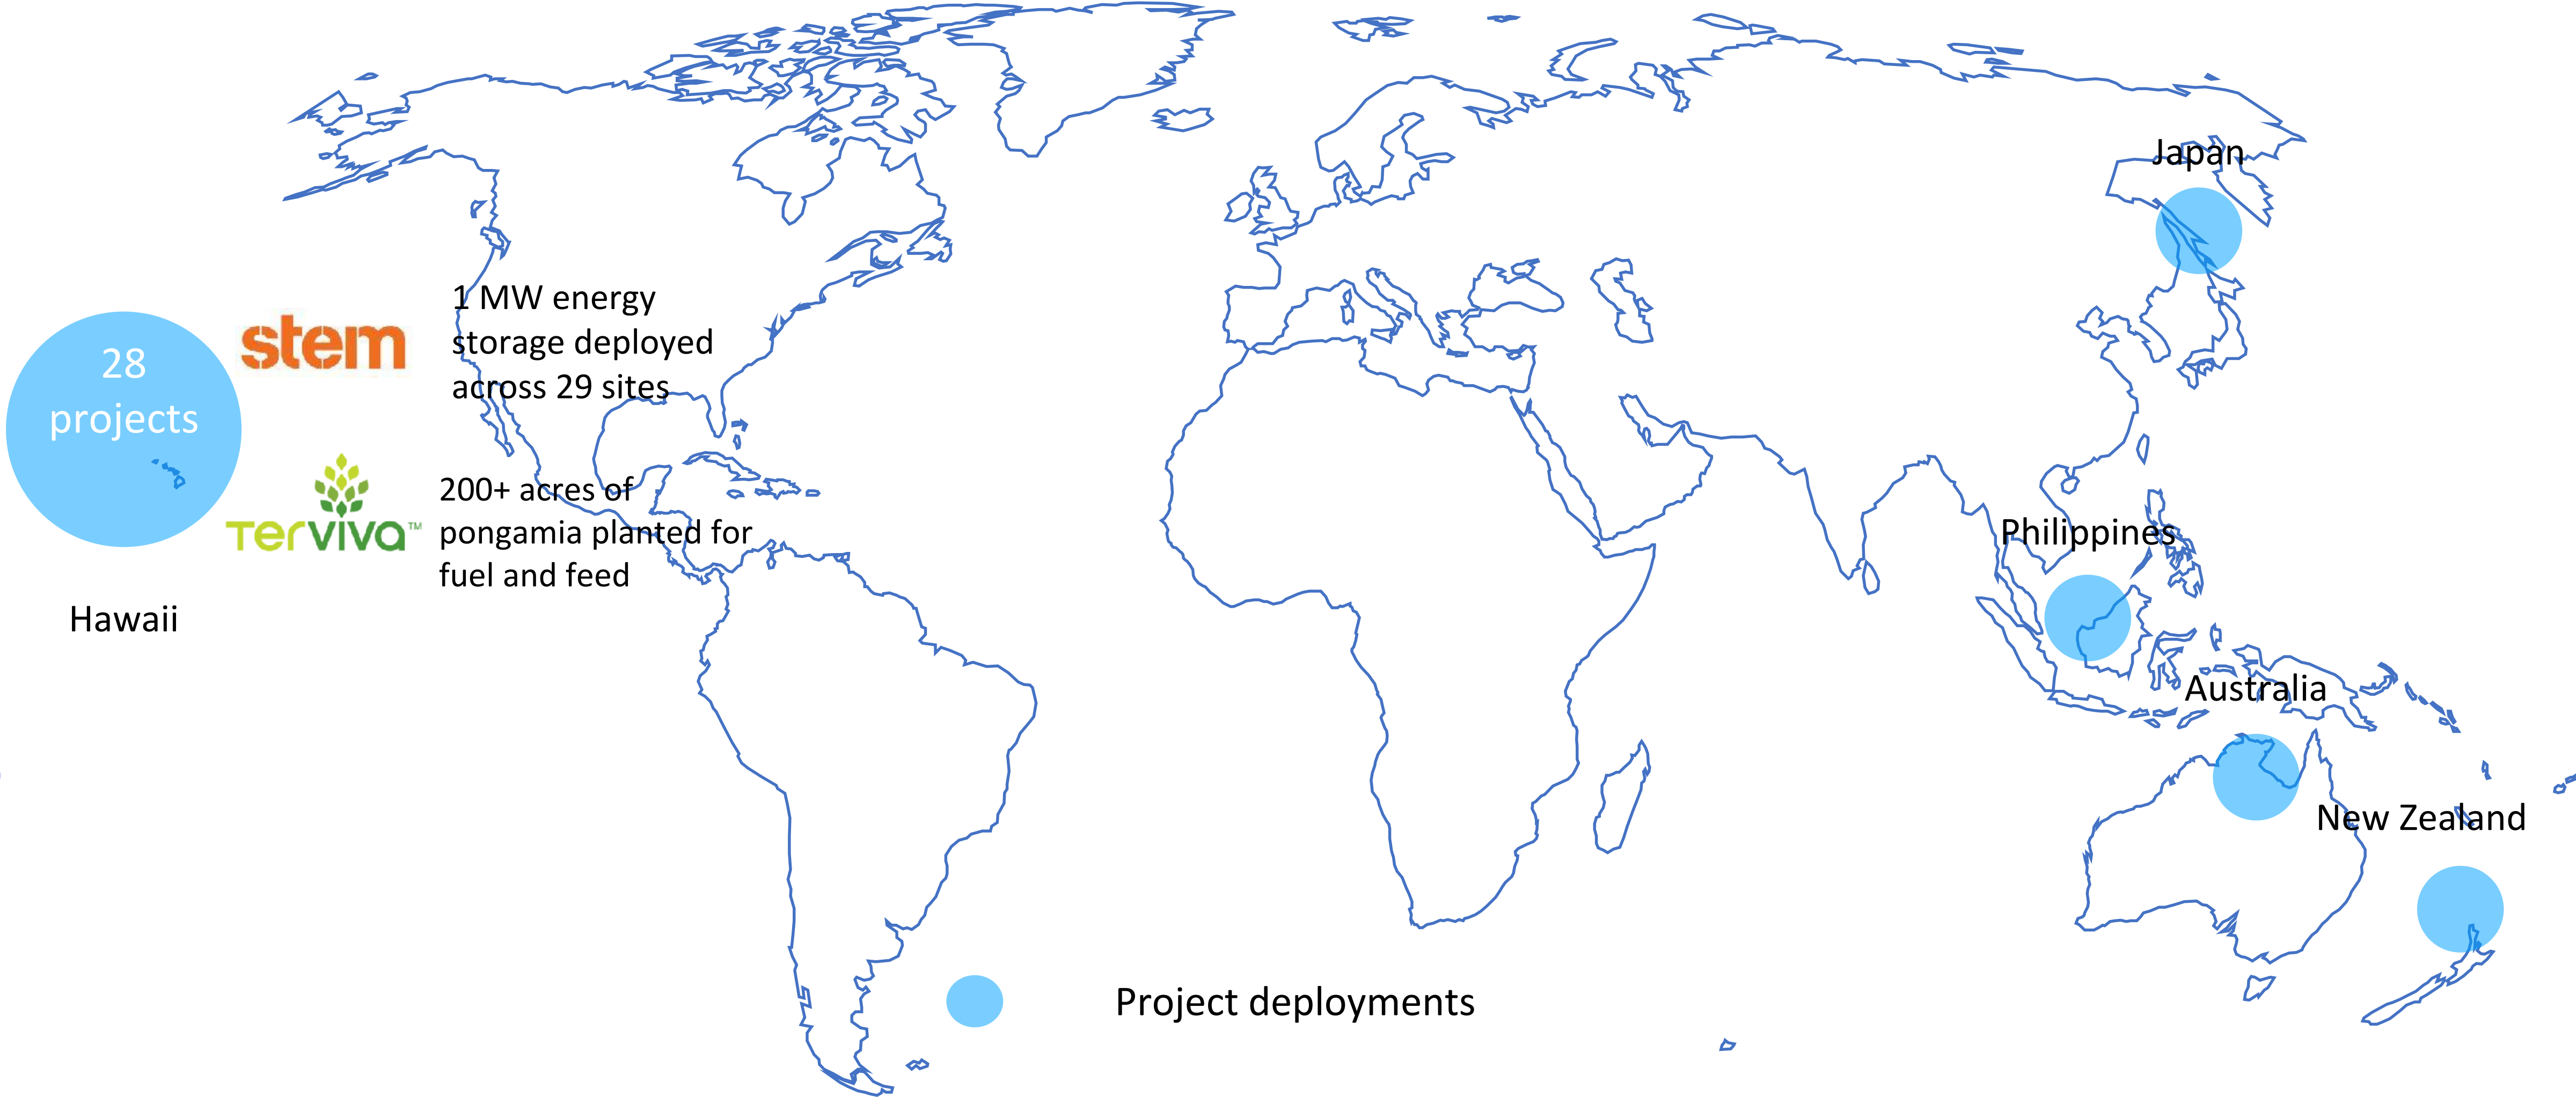 28
projects
Hawaii
stem
1 MW energy
storage deployed
across 29 sites
TerViva™
200+ acres of
pongamia planted for
fuel and feed
Japan
Philippines
Australia
New Zealand
Project deployments